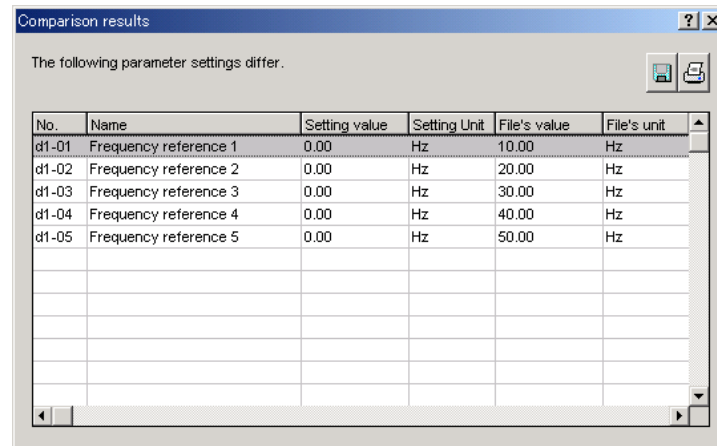 Comparison results
The following parameter settings differ.
No. Name Setting value Setting Unit File's value File's unit
d1-01 Frequency reference 1 0.00 Hz 10.00 Hz
d1-02 Frequency reference 2 0.00 Hz 20.00 Hz
d1-03 Frequency reference 3 0.00 Hz 30.00 Hz
d1-04 Frequency reference 4 0.00 Hz 40.00 Hz
d1-05 Frequency reference 5 0.00 Hz 50.00 Hz